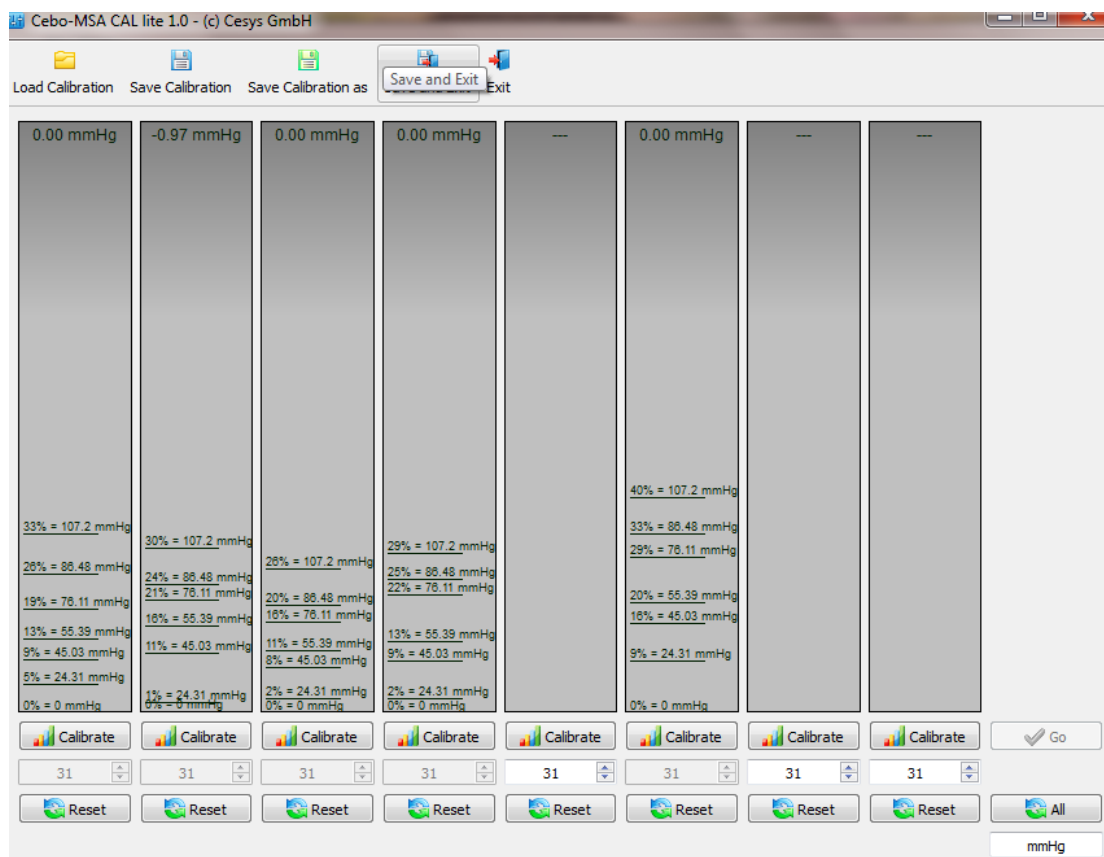 Cebo-MSA CAL lite 1.0 - (c) Cesys GmbH
Load Calibration Save Calibration Save Calibration as Exit
Save and Exit
0.00 mmHg -0.97 mmHg 0.00 mmHg 0.00 mmHg --- 0.00 mmHg --- ---
33% = 107.2 mmHg
26% = 86.48 mmHg
19% = 76.11 mmHg
13% = 55.39 mmHg
9% = 45.03 mmHg
5% = 24.31 mmHg
0% = 0 mmHg
30% = 107.2 mmHg
24% = 86.48 mmHg
21% = 76.11 mmHg
16% = 55.39 mmHg
11% = 45.03 mmHg
1% = 24.31 mmHg
0% = 0 mmHg
26% = 107.2 mmHg
20% = 86.48 mmHg
16% = 76.11 mmHg
11% = 55.39 mmHg
8% = 45.03 mmHg
2% = 24.31 mmHg
0% = 0 mmHg
29% = 107.2 mmHg
25% = 86.48 mmHg
22% = 76.11 mmHg
13% = 55.39 mmHg
9% = 45.03 mmHg
2% = 24.31 mmHg
0% = 0 mmHg
40% = 107.2 mmHg
33% = 86.48 mmHg
29% = 76.11 mmHg
20% = 55.39 mmHg
16% = 45.03 mmHg
9% = 24.31 mmHg
0% = 0 mmHg
Calibrate Calibrate Calibrate Calibrate Calibrate Calibrate Calibrate Calibrate Go
31 31 31 31 31 31 31 31
Reset Reset Reset Reset Reset Reset Reset Reset All
mmHg